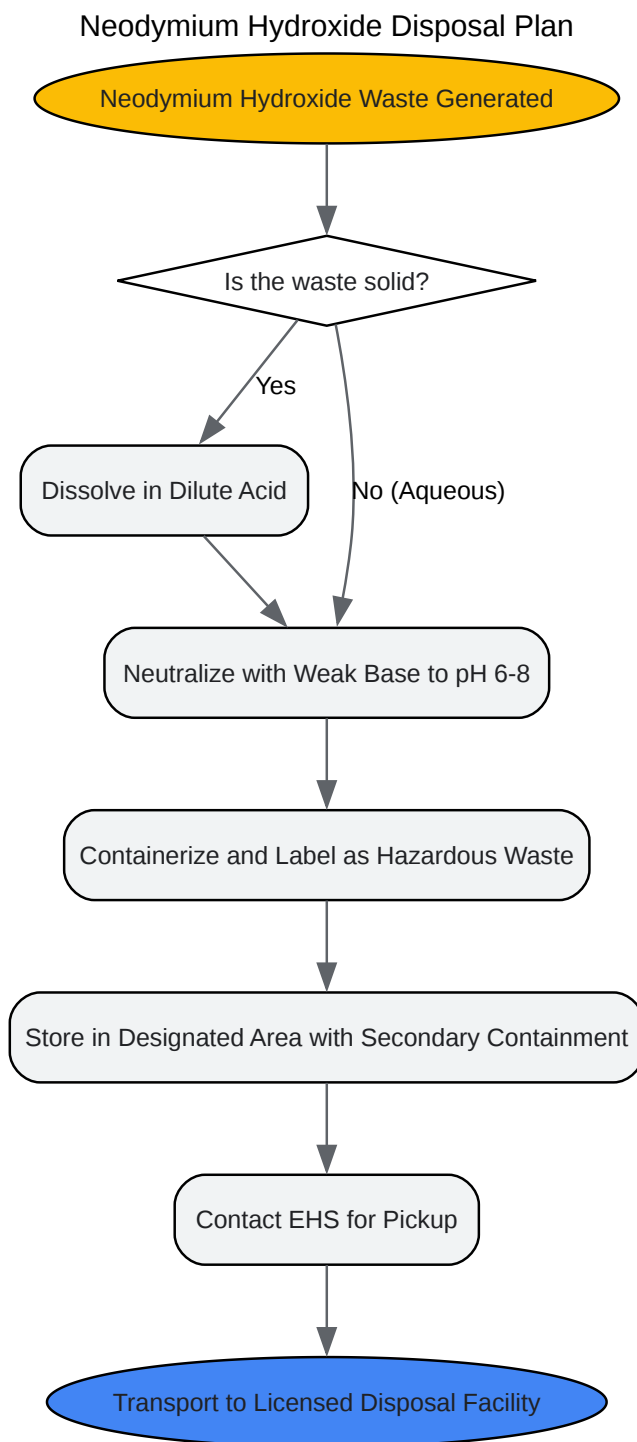 Neodymium Hydroxide Disposal Plan
Neodymium Hydroxide Waste Generated
Is the waste solid?
Yes
Dissolve in Dilute Acid
No (Aqueous)
Neutralize with Weak Base to pH 6-8
Containerize and Label as Hazardous Waste
Store in Designated Area with Secondary Containment
Contact EHS for Pickup
Transport to Licensed Disposal Facility